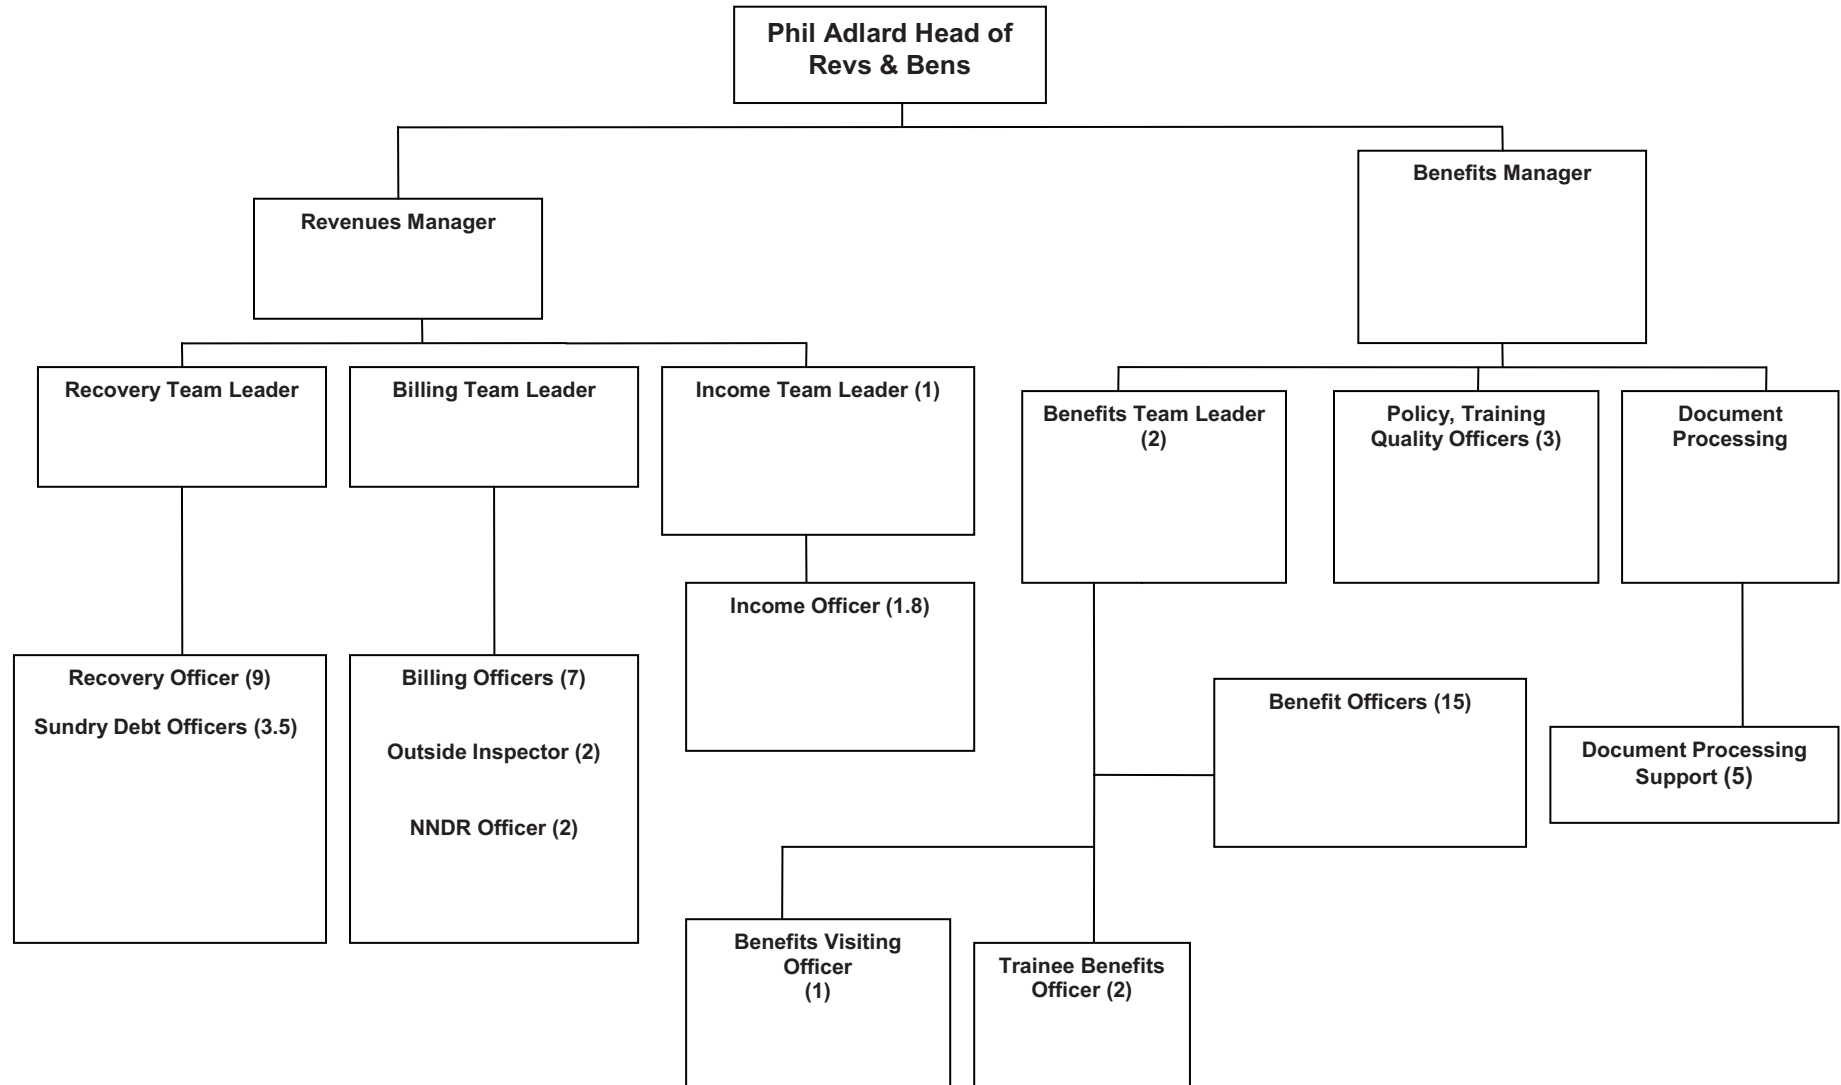 Phil Adlard Head of
Revs & Bens
Benefits Manager
Revenues Manager
Recovery Team Leader
Billing Team Leader
Income Team Leader (1)
Benefits Team Leader
(2)
Policy, Training
Quality Officers (3)
Document
Processing
Income Officer (1.8)
Recovery Officer (9)
Sundry Debt Officers (3.5)
Billing Officers (7)
Outside Inspector (2)
NNDR Officer (2)
Benefit Officers (15)
Document Processing
Support (5)
Benefits Visiting
Officer
(1)
Trainee Benefits
Officer (2)